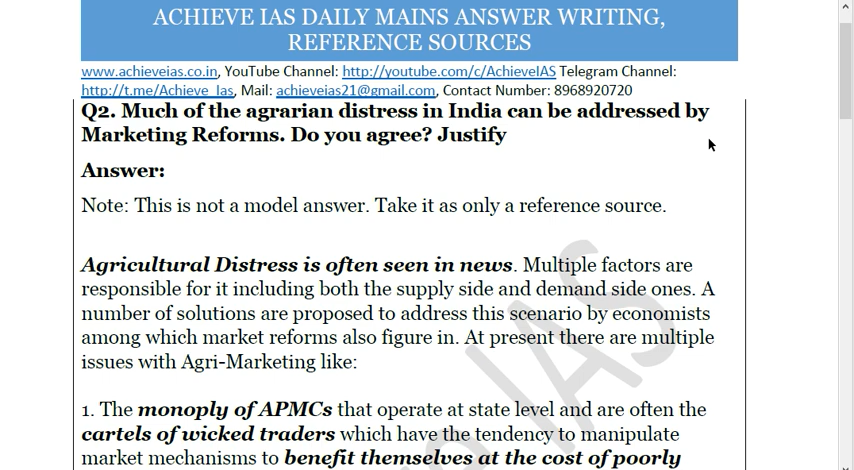 ACHIEVE IAS DAILY MAINS ANSWER WRITING,
REFERENCE SOURCES
www.achieveias.co.in, YouTube Channel: http://youtube.com/c/AchieveIAS Telegram Channel:
http://t.me/Achieve_Ias, Mail: achieveias21@gmail.com, Contact Number: 8968920720
Q2. Much of the agrarian distress in India can be addressed by
Marketing Reforms. Do you agree? Justify
Answer:
Note: This is not a model answer. Take it as only a reference source.
Agricultural Distress is often seen in news. Multiple factors are
responsible for it including both the supply side and demand side ones. A
number of solutions are proposed to address this scenario by economists
among which market reforms also figure in. At present there are multiple
issues with Agri-Marketing like:
1. The monoply of APMCs that operate at state level and are often the
cartels of wicked traders which have the tendency to manipulate
market mechanisms to benefit themselves at the cost of poorly